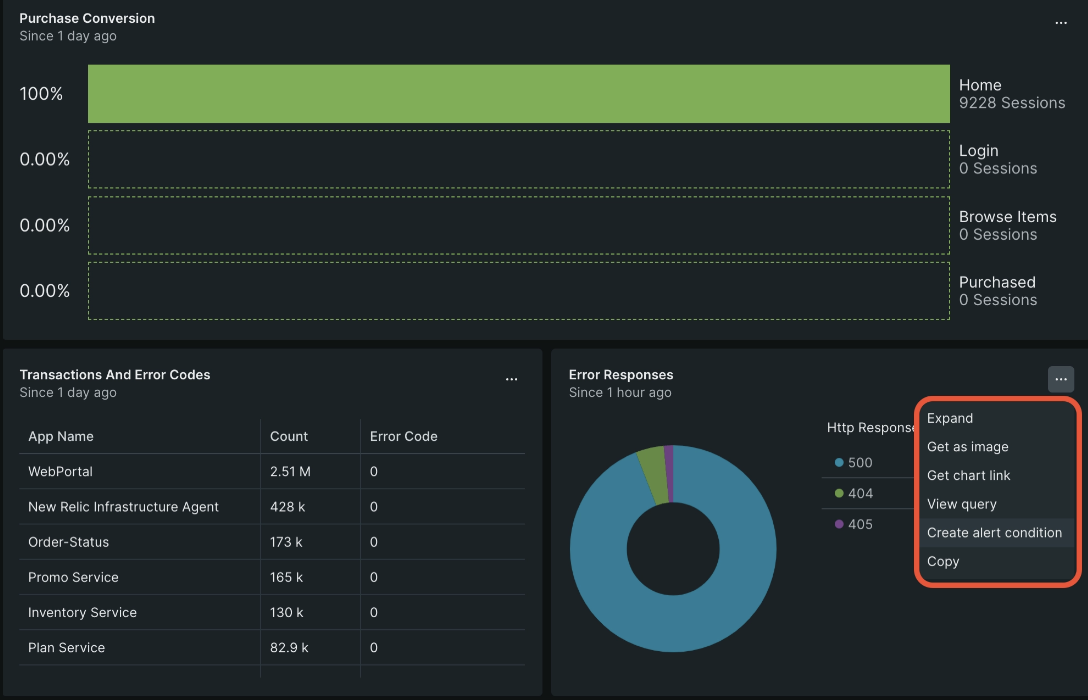 Purchase Conversion
...
Since 1 day ago
100%
Home
9228 Sessions
0.00%
Login
0 Sessions
0.00%
Browse Items
0 Sessions
0.00%
Purchased
0 Sessions
Transactions And Error Codes
...
Since 1 day ago
App Name Count Error Code
WebPortal 2.51 M 0
New Relic Infrastructure Agent 428 k 0
Order-Status 173 k 0
Promo Service 165 k 0
Inventory Service 130 k 0
Plan Service 82.9 k 0
Error Responses
...
Since 1 hour ago
Http Response
500
404
405
Expand
Get as image
Get chart link
View query
Create alert condition
Copy